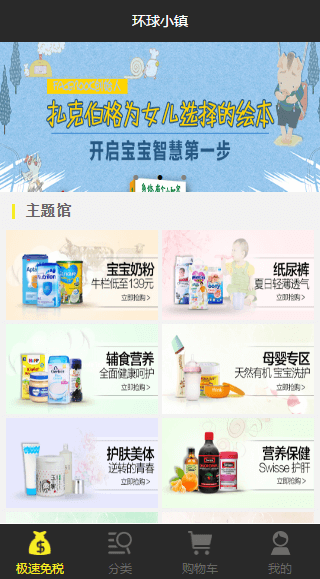 环球小镇
扎克伯格为女儿选择的绘本
开启宝宝智慧第一步
主题馆
宝宝奶粉
牛栏低至139元
立即抢购 >
纸尿裤
夏日轻薄透气
立即抢购 >
辅食营养
全面健康呵护
立即抢购 >
母婴专区
天然有机 宝宝洗护
立即抢购 >
护肤美体
逆转的青春
立即抢购 >
营养保健
Swisse 护肝
立即抢购 >
极速免税
分类
购物车
我的